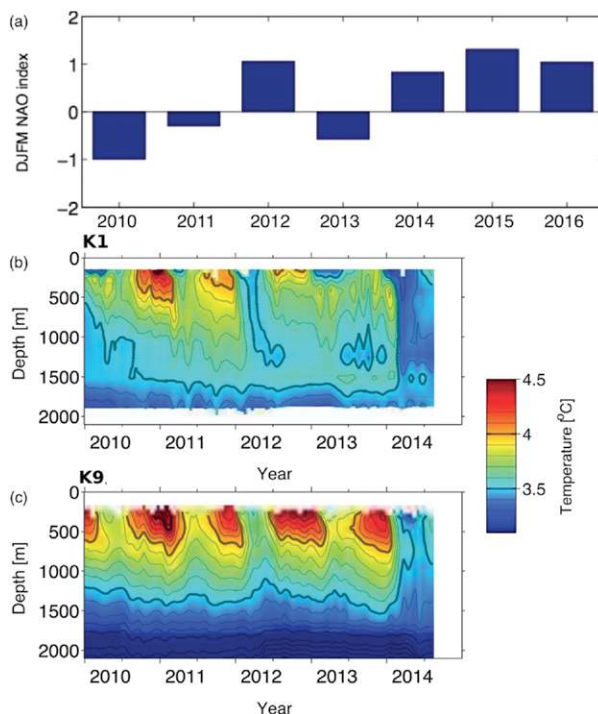 (a)
DJFM NAO index
2
1
0
-1
-2
2010 2011 2012 2013 2014 2015 2016
K1
(b)
Depth [m]
0
500
1000
1500
2000
2010 2011 2012 2013 2014
Year
K9
(c)
Depth [m]
0
500
1000
1500
2000
2010 2011 2012 2013 2014
Year
4.5
4
3.5
Temperature [⁰C]